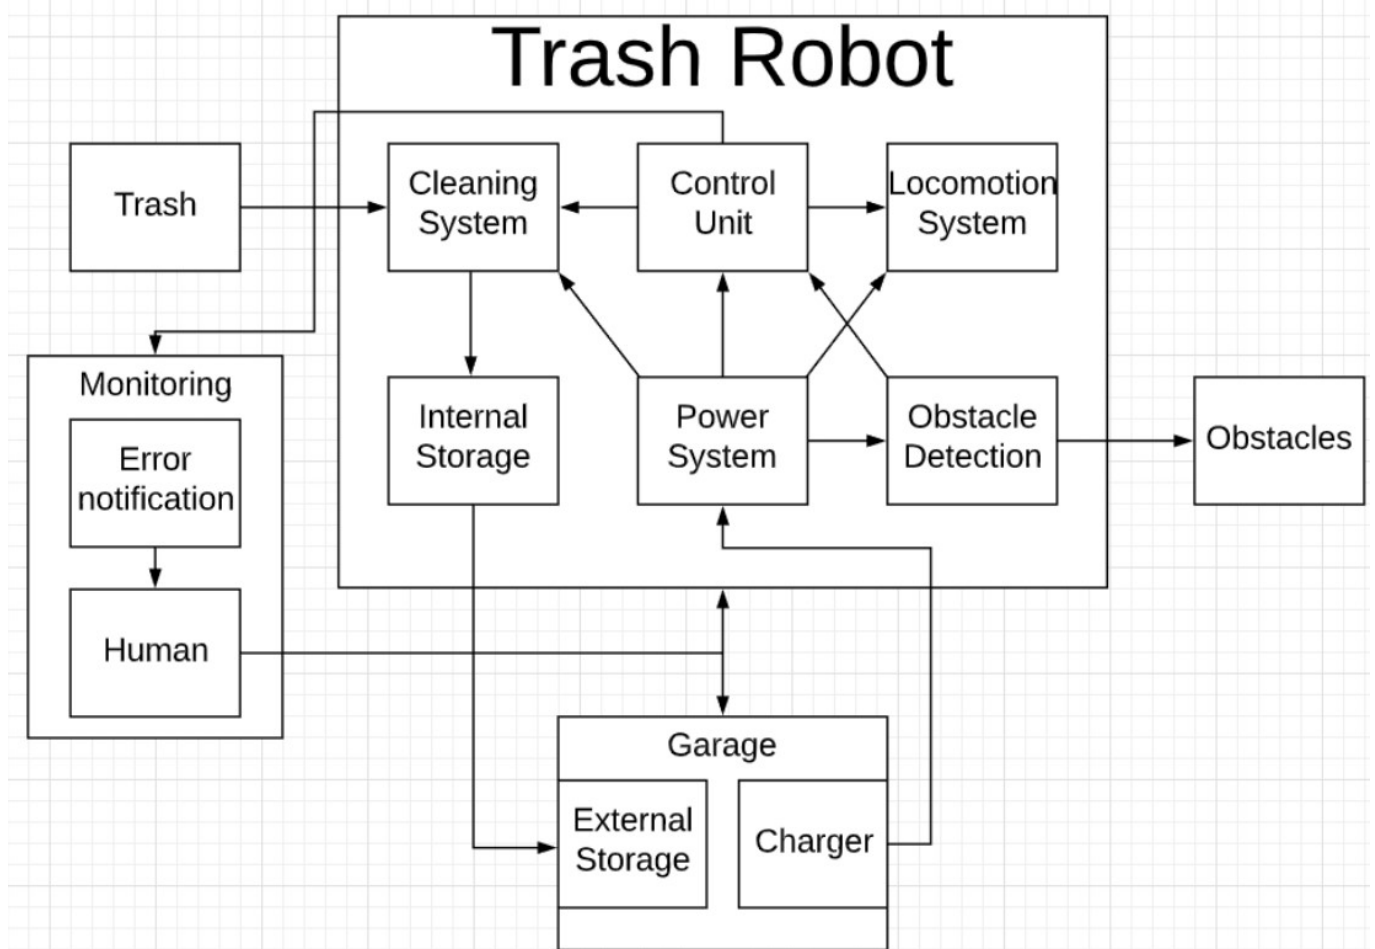 Trash Robot
Trash
Cleaning
System
Control
Unit
Locomotion
System
Monitoring
Error
notification
Human
Internal
Storage
Power
System
Obstacle
Detection
Obstacles
Garage
External
Storage
Charger